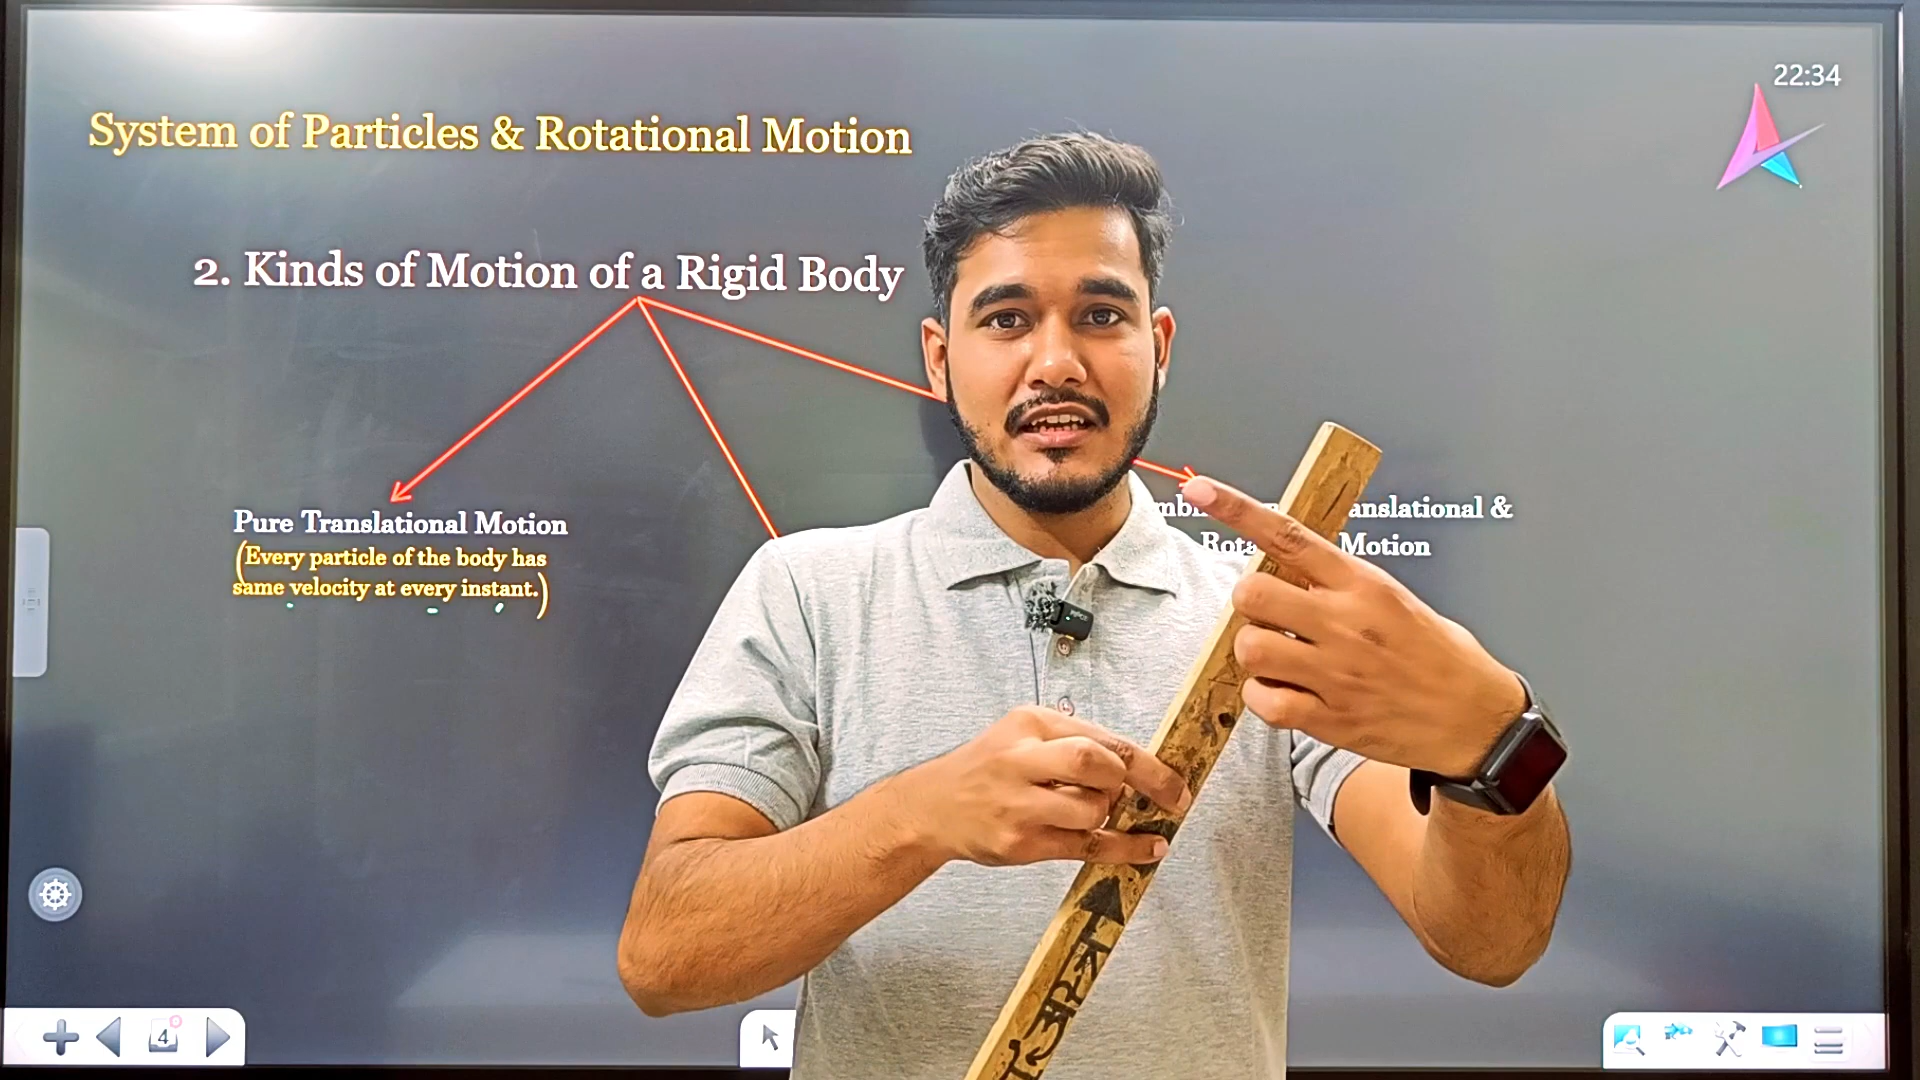 22:34
System of Particles & Rotational Motion
2. Kinds of Motion of a Rigid Body
Pure Translational Motion
(Every particle of the body has
same velocity at every instant.)
&
Motion
4